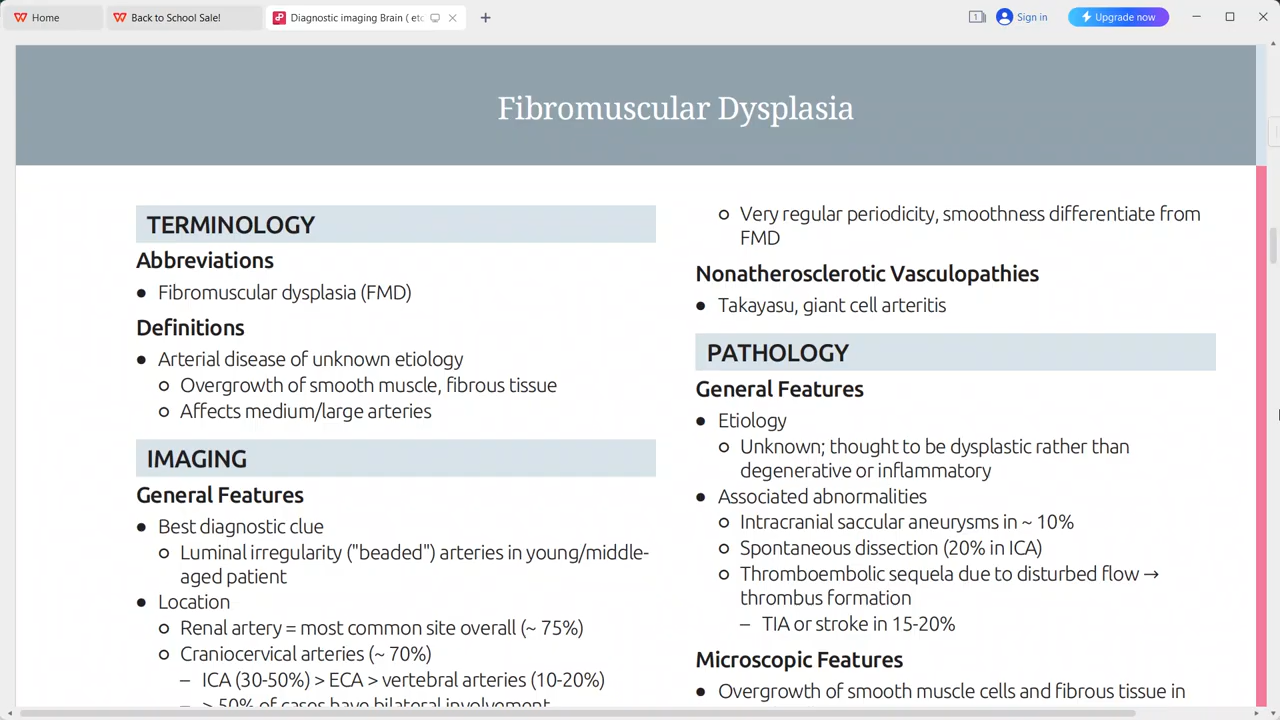 Home
Back to School Sale!
Diagnostic imaging Brain ( etc
1
Sign in
Upgrade now
Fibromuscular Dysplasia
TERMINOLOGY
Abbreviations
● Fibromuscular dysplasia (FMD)
Definitions
● Arterial disease of unknown etiology
○ Overgrowth of smooth muscle, fibrous tissue
○ Affects medium/large arteries
IMAGING
General Features
● Best diagnostic clue
○ Luminal irregularity ("beaded") arteries in young/middle-
aged patient
● Location
○ Renal artery = most common site overall (~ 75%)
○ Craniocervical arteries (~ 70%)
– ICA (30-50%) > ECA > vertebral arteries (10-20%)
– > 50% of cases have bilateral involvement
○ Very regular periodicity, smoothness differentiate from
FMD
Nonatherosclerotic Vasculopathies
● Takayasu, giant cell arteritis
PATHOLOGY
General Features
● Etiology
○ Unknown; thought to be dysplastic rather than
degenerative or inflammatory
● Associated abnormalities
○ Intracranial saccular aneurysms in ~ 10%
○ Spontaneous dissection (20% in ICA)
○ Thromboembolic sequela due to disturbed flow →
thrombus formation
– TIA or stroke in 15-20%
Microscopic Features
● Overgrowth of smooth muscle cells and fibrous tissue in